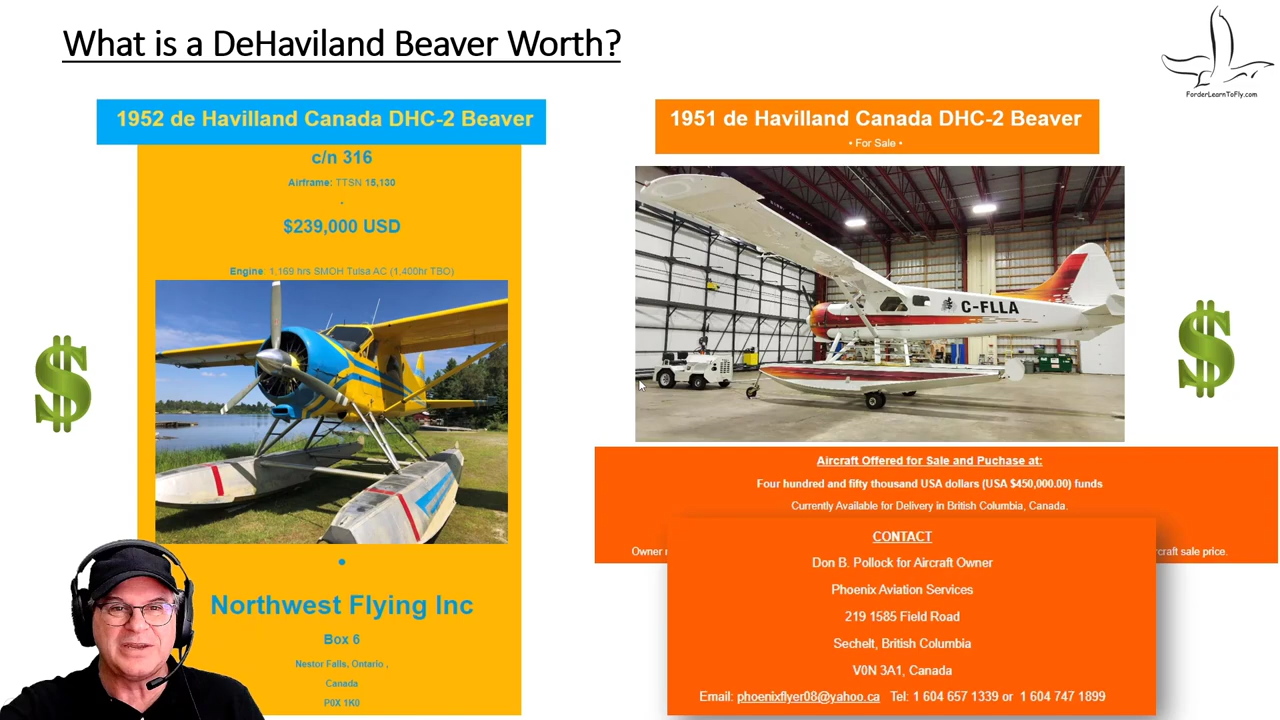 What is a DeHaviland Beaver Worth?
ForderLearnToFly.com
1952 de Havilland Canada DHC-2 Beaver
c/n 316
Airframe: TTSN 15,130
$239,000 USD
Engine: 1,169 hrs SMOH Tulsa AC (1,400hr TBO)
Northwest Flying Inc
Box 6
Nestor Falls, Ontario ,
Canada
P0X 1K0
1951 de Havilland Canada DHC-2 Beaver
• For Sale •
C-FLLA
Aircraft Offered for Sale and Puchase at:
Four hundred and fifty thousand USA dollars (USA $450,000.00) funds
Currently Available for Delivery in British Columbia, Canada.
Owner
craft sale price.
CONTACT
Don B. Pollock for Aircraft Owner
Phoenix Aviation Services
219 1585 Field Road
Sechelt, British Columbia
V0N 3A1, Canada
Email: phoenixflyer08@yahoo.ca Tel: 1 604 657 1339 or 1 604 747 1899